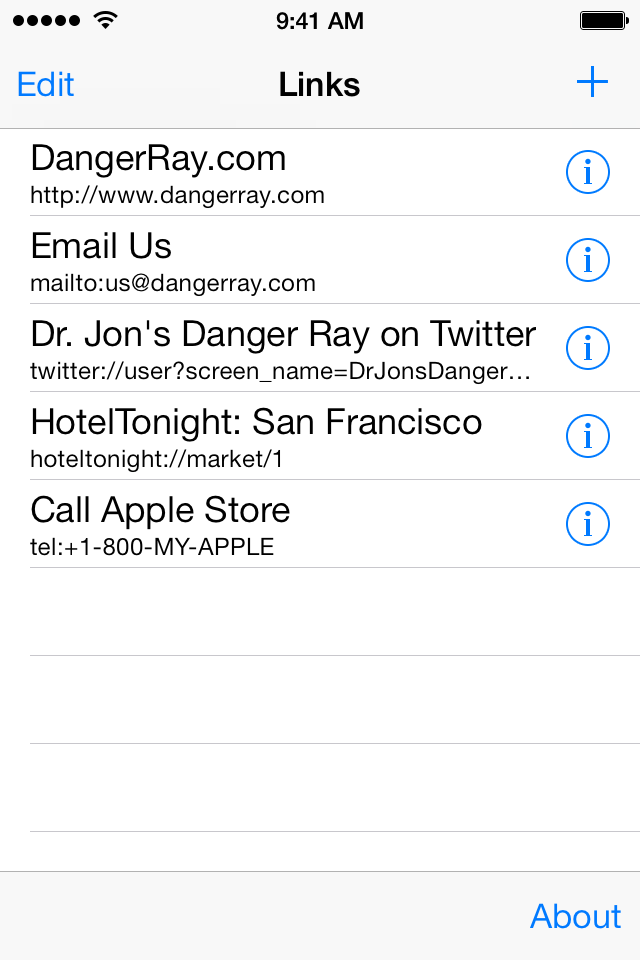 9:41 AM
Edit
Links
+
DangerRay.com
http://www.dangerray.com
Email Us
mailto:us@dangerray.com
Dr. Jon's Danger Ray on Twitter
twitter://user?screen_name=DrJonsDanger...
HotelTonight: San Francisco
hoteltonight://market/1
Call Apple Store
tel:+1-800-MY-APPLE
About